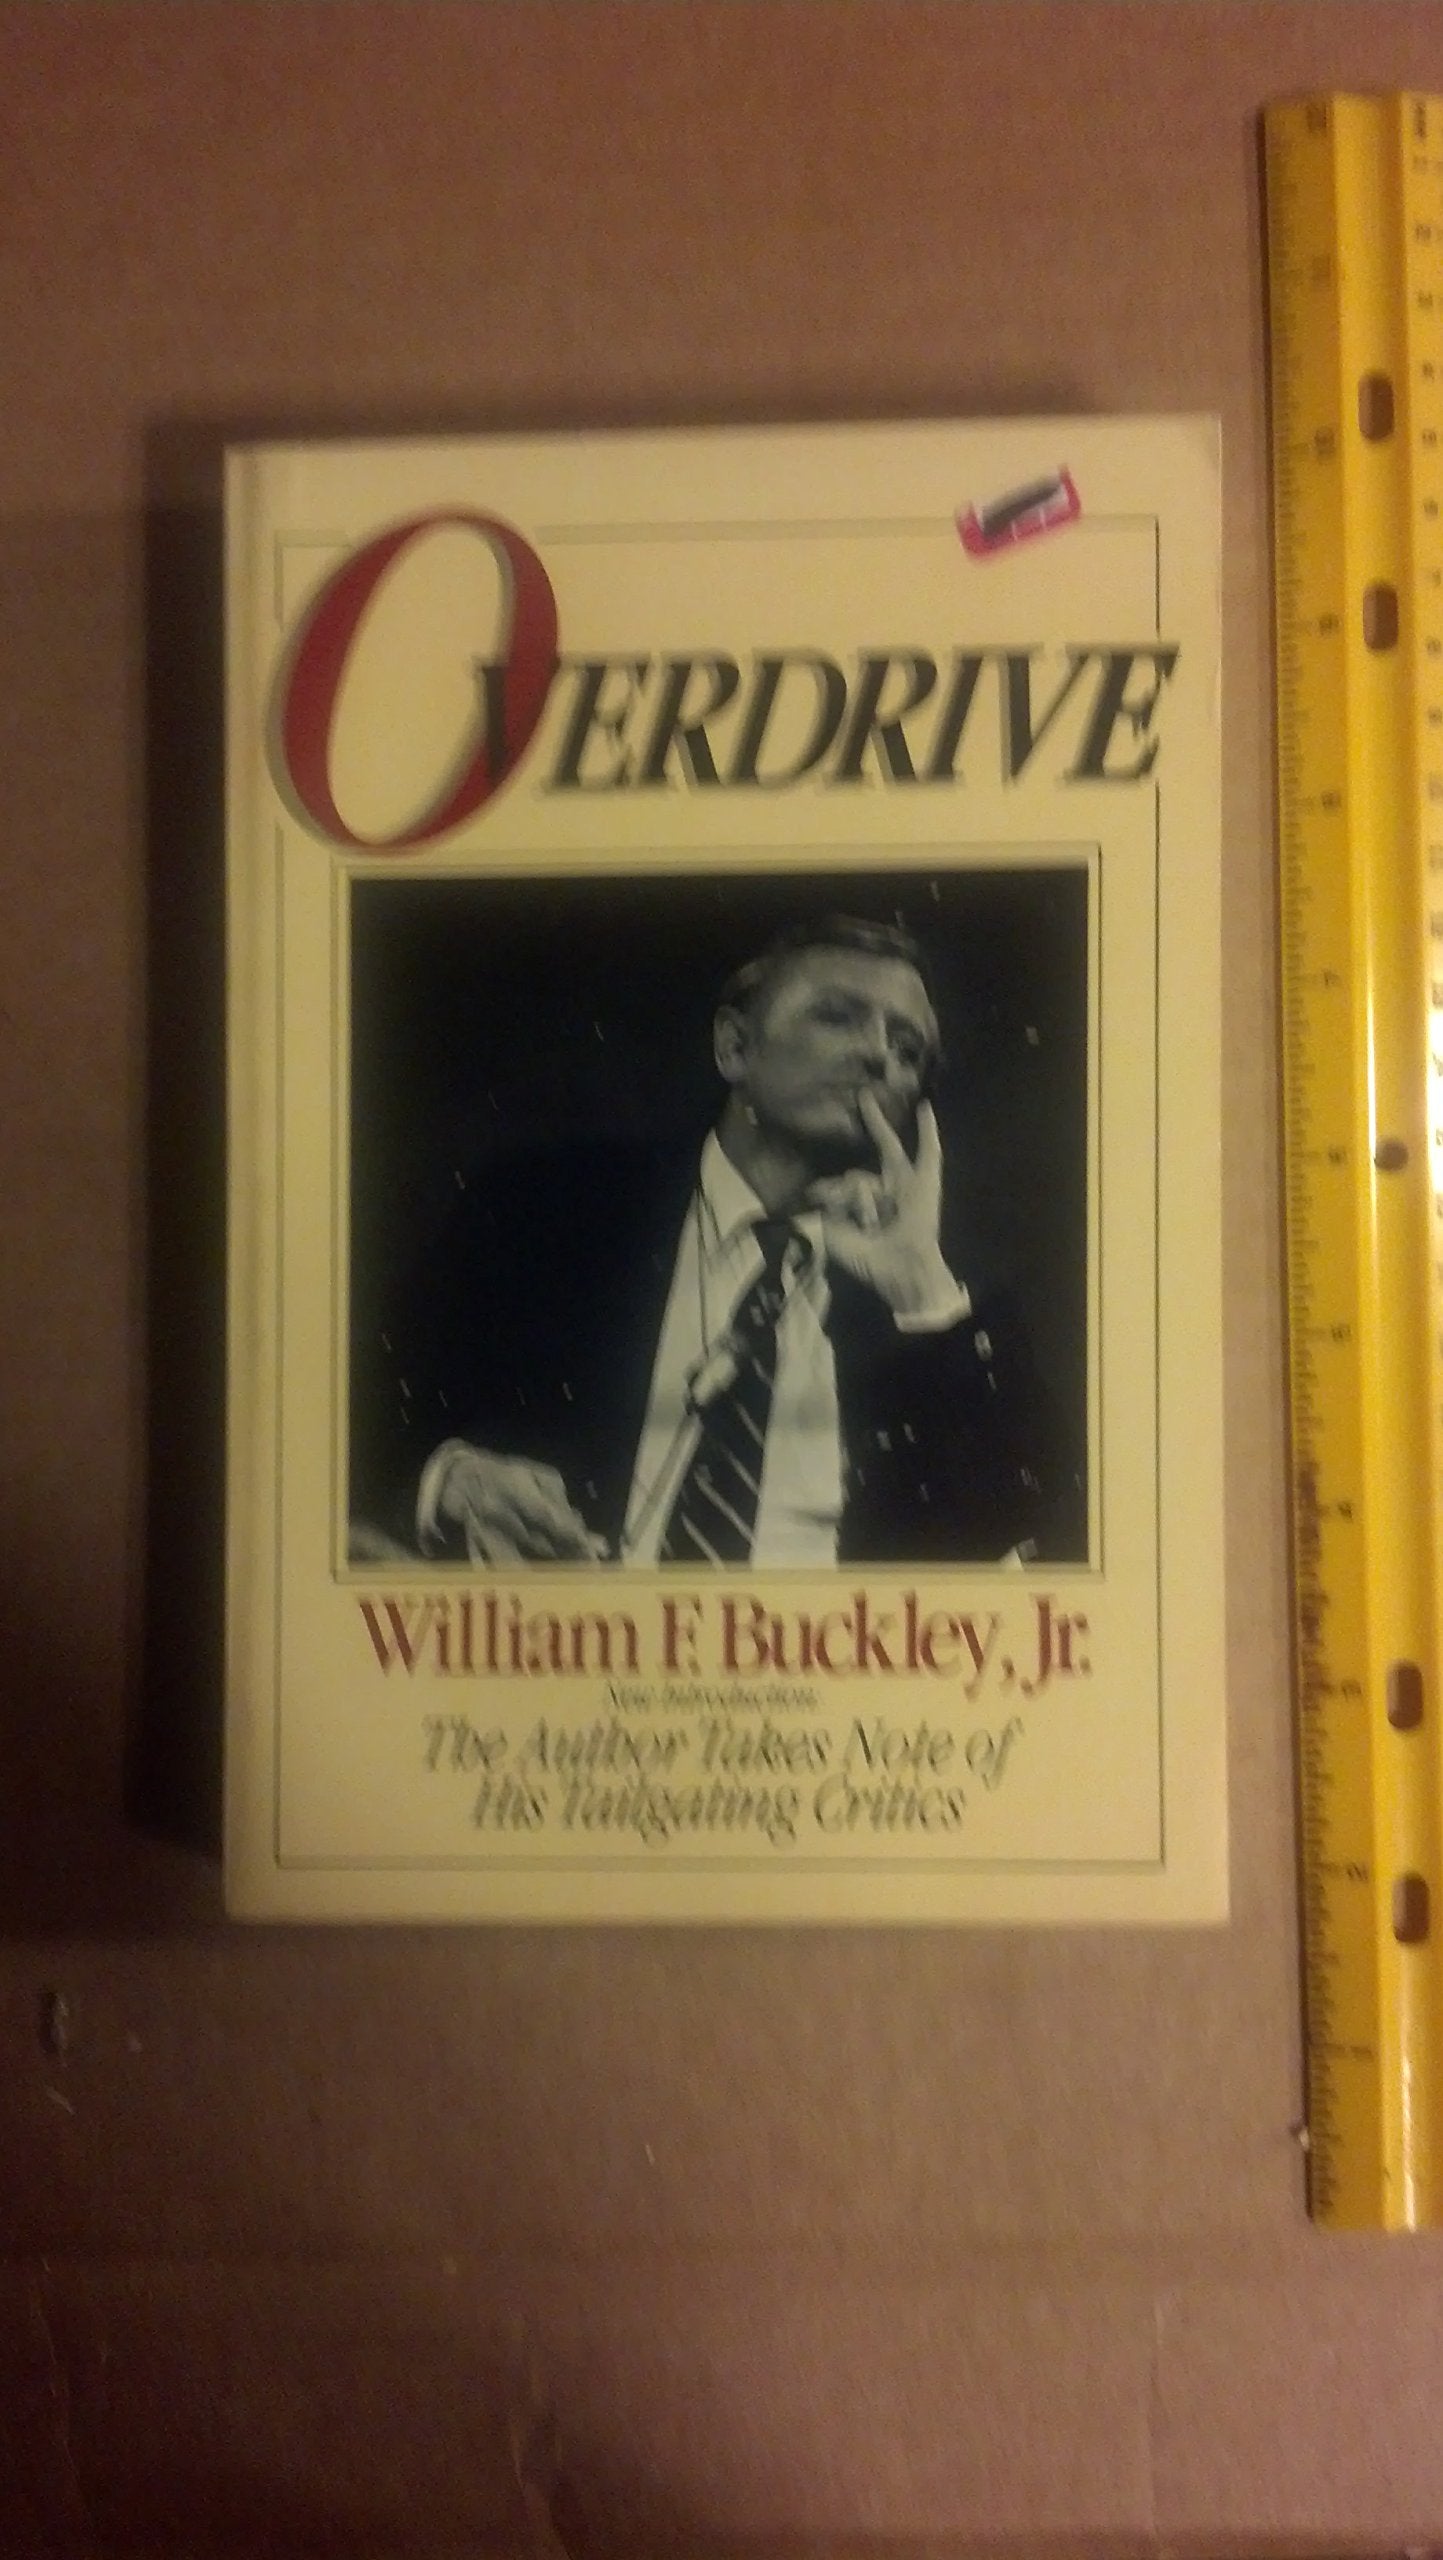 OVERDRIVE
William F. Buckley, Jr.
New Introduction:
The Author Takes Note of
His Tailgating Critics